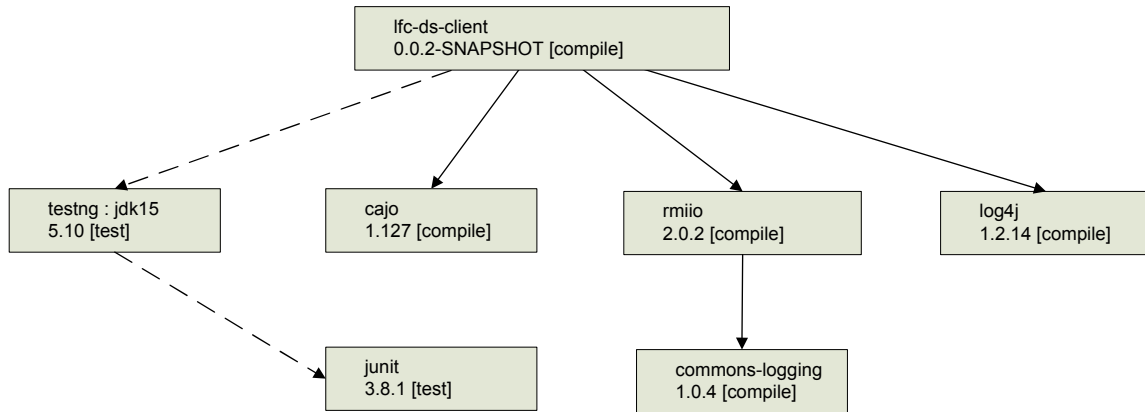 lfc-ds-client
0.0.2-SNAPSHOT [compile]
testng : jdk15
5.10 [test]
cajo
1.127 [compile]
rmiio
2.0.2 [compile]
log4j
1.2.14 [compile]
junit
3.8.1 [test]
commons-logging
1.0.4 [compile]